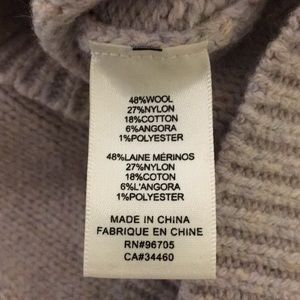 48%WOOL
27%NYLON
18%COTTON
6%ANGORA
1%POLYESTER
48%LAINE MÉRINOS
27%NYLON
18%COTON
6%L'ANGORA
1%POLYESTER
MADE IN CHINA
FABRIQUE EN CHINE
RN#96705
CA#34460